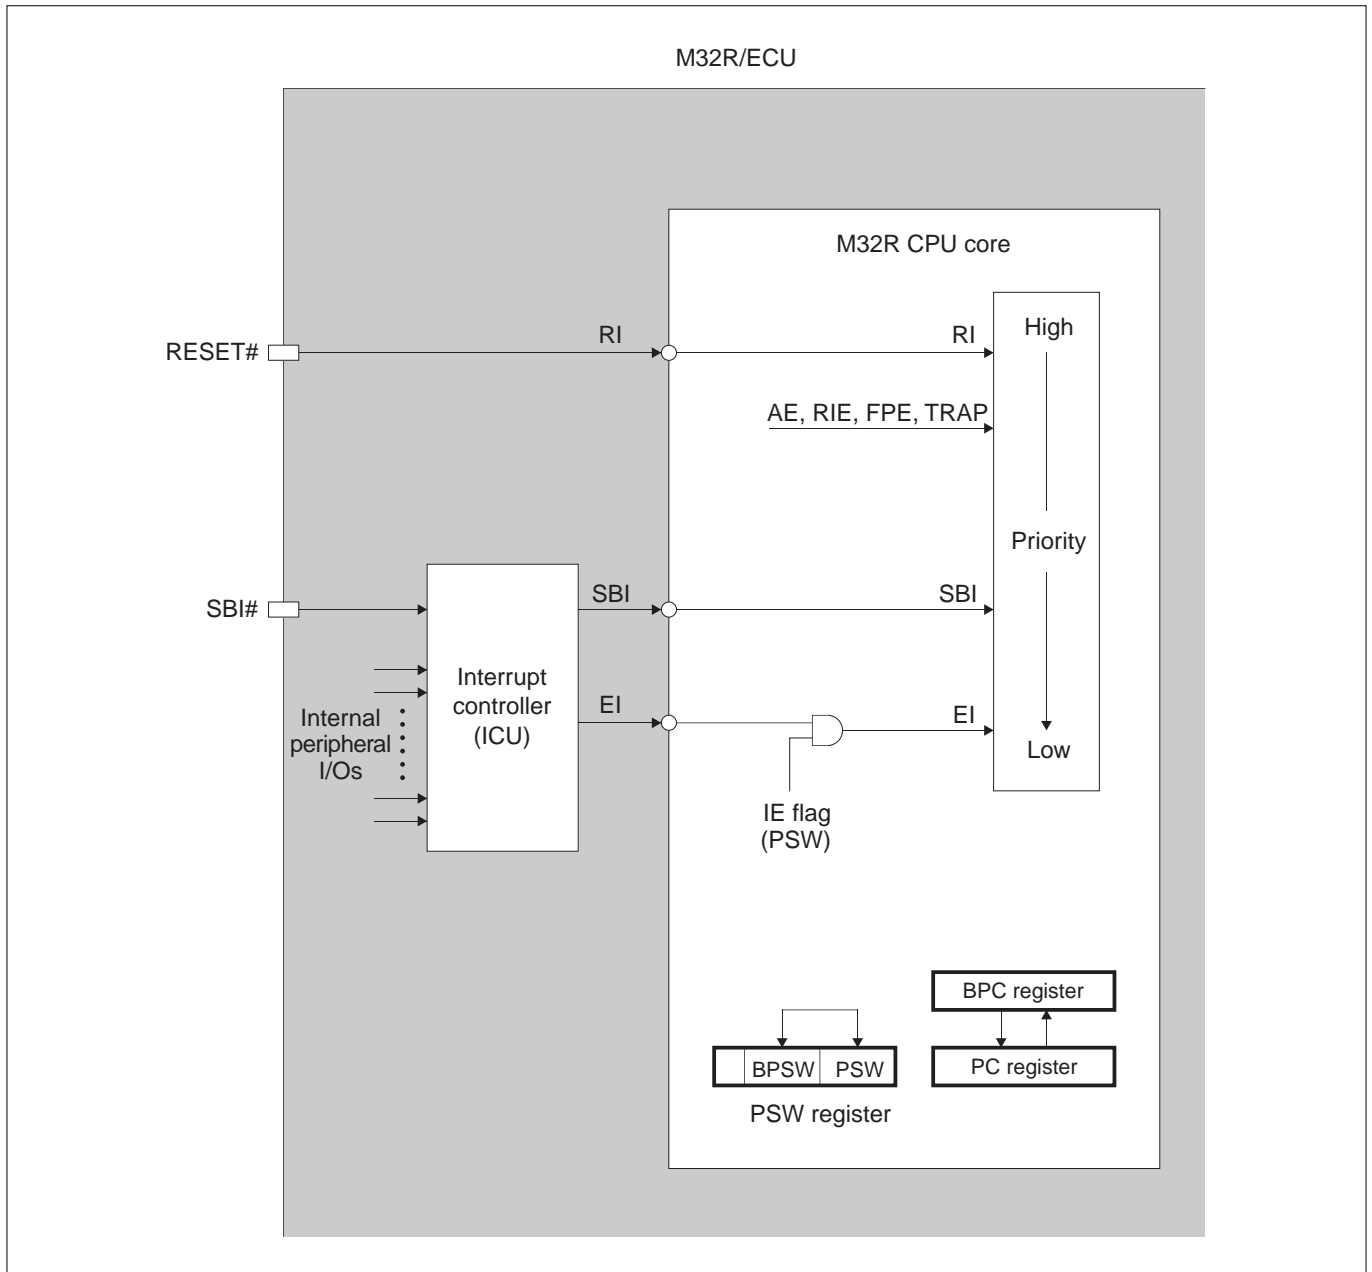 M32R/ECU
M32R CPU core
RESET#
RI
RI
High
AE, RIE, FPE, TRAP
Priority
SBI#
SBI
SBI
Interrupt
controller
(ICU)
EI
EI
Internal
peripheral
I/Os
Low
IE flag
(PSW)
BPC register
BPSW
PSW
PC register
PSW register